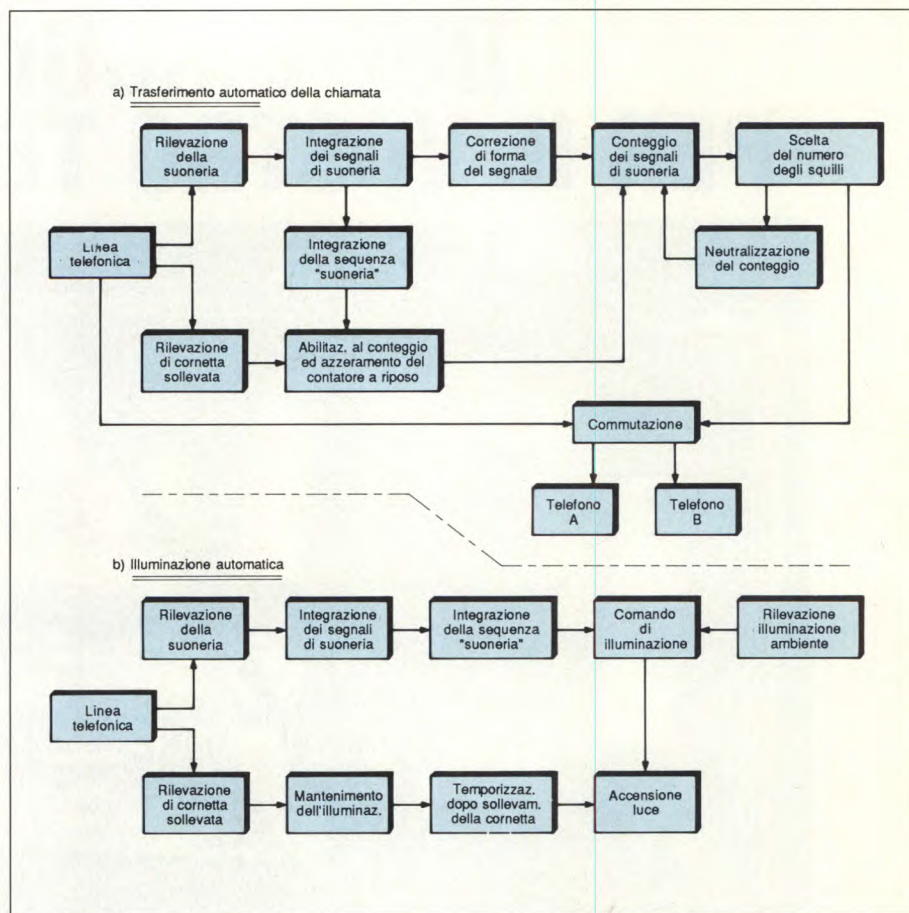 a) Trasferimento automatico della chiamata
Rilevazione
della
suoneria
Integrazione
dei segnali
di suoneria
Correzione
di forma
del segnale
Conteggio
dei segnali
di suoneria
Scelta
del numero
degli squilli
Linea
telefonica
Integrazione
della sequenza
"suoneria"
Neutralizzazione
del conteggio
Rilevazione
di cornetta
sollevata
Abilitaz. al conteggio
ed azzeramento del
contatore a riposo
Commutazione
Telefono
A
Telefono
B
b) Illuminazione automatica
Rilevazione
della
suoneria
Integrazione
dei segnali
di suoneria
Integrazione
della sequenza
"suoneria"
Comando
di
illuminazione
Rilevazione
illuminazione
ambiente
Linea
telefonica
Rilevazione
di cornetta
sollevata
Mantenimento
dell'illuminaz.
Temporizzaz.
dopo sollevam.
della cornetta
Accensione
luce